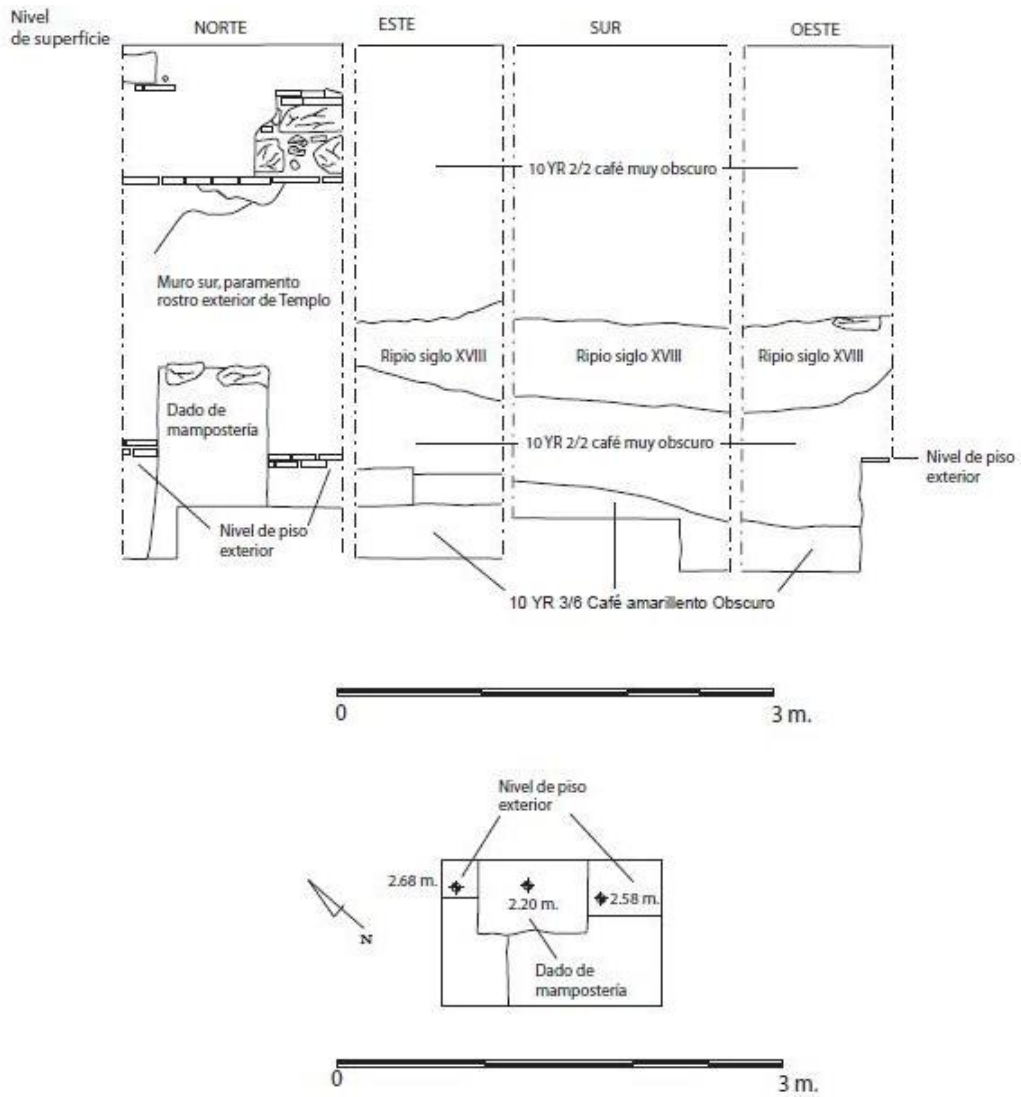 Nivel
de superficie
NORTE
ESTE
SUR
OESTE
10 YR 2/2 café muy obscuro
Muro sur, paramento
rostro exterior de Templo
Ripio siglo XVIII
Ripio siglo XVIII
Ripio siglo XVIII
Dado de
mampostería
10 YR 2/2 café muy obscuro
Nivel de piso
exterior
Nivel de piso
exterior
10 YR 3/6 Café amarillento Obscuro
0
3 m.
Nivel de piso
exterior
2.68 m.
2.20 m.
2.58 m.
N
Dado de
mampostería
0
3 m.